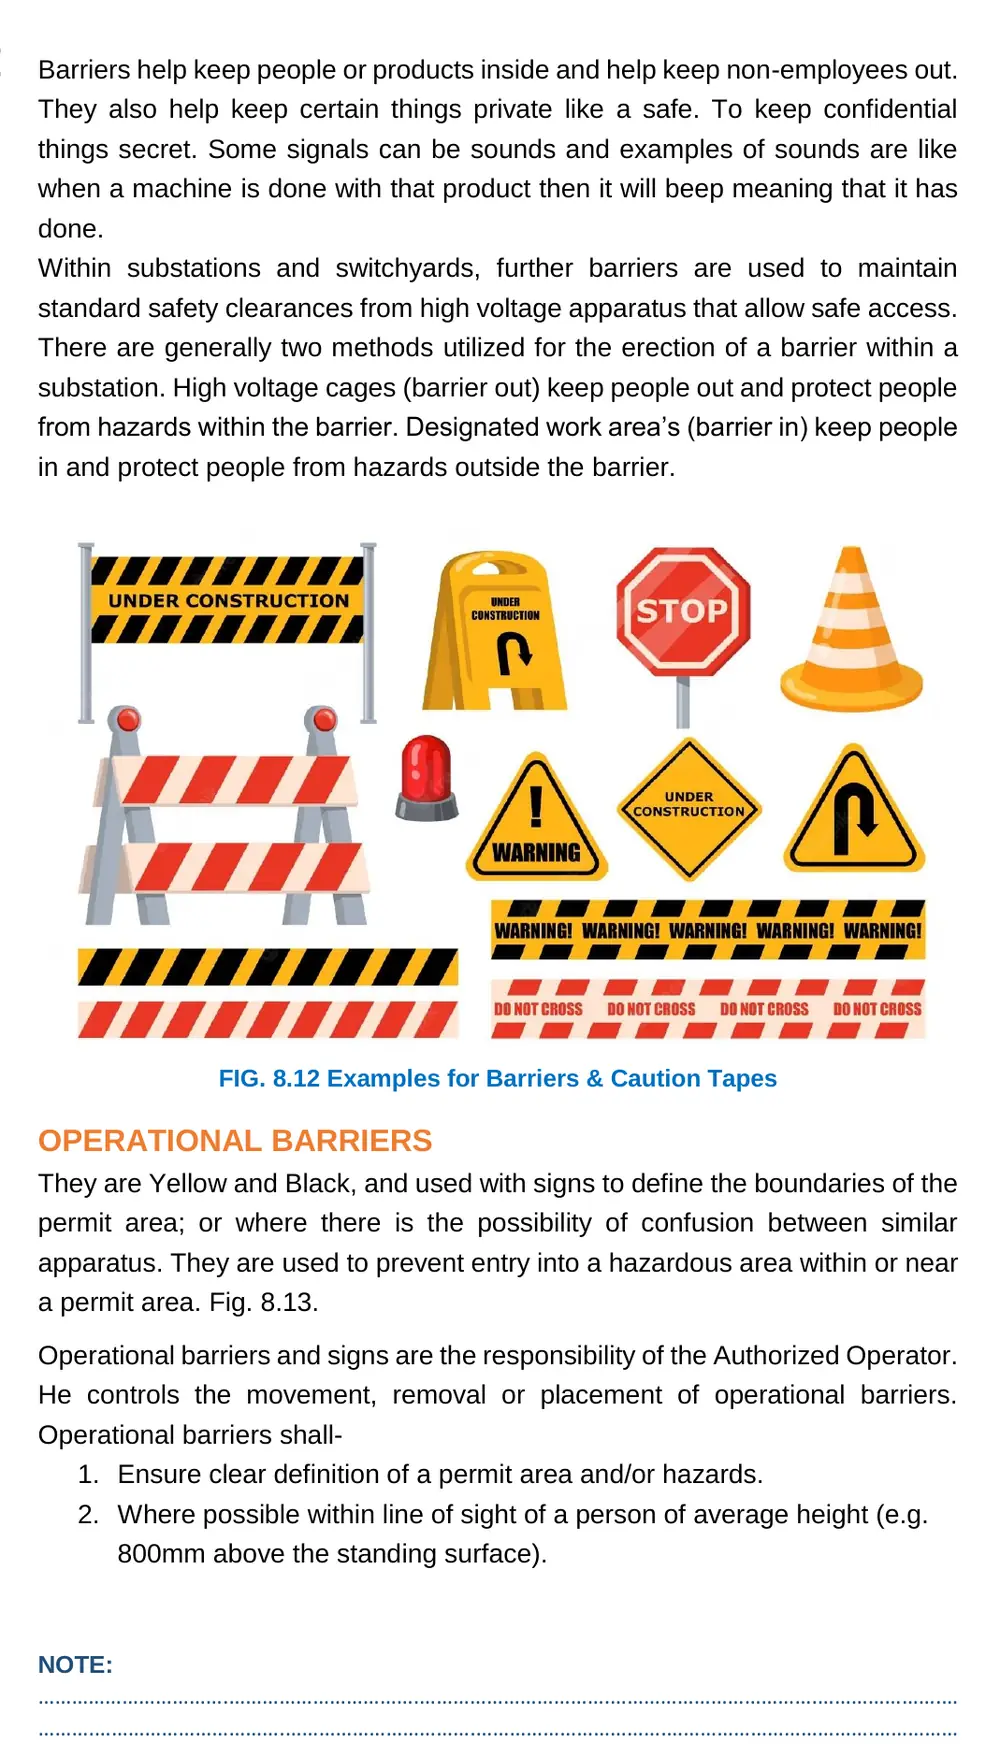 Barriers help keep people or products inside and help keep non-employees out.
They also help keep certain things private like a safe. To keep confidential
things secret. Some signals can be sounds and examples of sounds are like
when a machine is done with that product then it will beep meaning that it has
done.
Within substations and switchyards, further barriers are used to maintain
standard safety clearances from high voltage apparatus that allow safe access.
There are generally two methods utilized for the erection of a barrier within a
substation. High voltage cages (barrier out) keep people out and protect people
from hazards within the barrier. Designated work area’s (barrier in) keep people
in and protect people from hazards outside the barrier.
UNDER CONSTRUCTION
UNDER
CONSTRUCTION
STOP
WARNING
UNDER
CONSTRUCTION
WARNING! WARNING! WARNING! WARNING! WARNING!
DO NOT CROSS DO NOT CROSS DO NOT CROSS DO NOT CROSS
FIG. 8.12 Examples for Barriers & Caution Tapes
OPERATIONAL BARRIERS
They are Yellow and Black, and used with signs to define the boundaries of the
permit area; or where there is the possibility of confusion between similar
apparatus. They are used to prevent entry into a hazardous area within or near
a permit area. Fig. 8.13.
Operational barriers and signs are the responsibility of the Authorized Operator.
He controls the movement, removal or placement of operational barriers.
Operational barriers shall-
1. Ensure clear definition of a permit area and/or hazards.
2. Where possible within line of sight of a person of average height (e.g.
800mm above the standing surface).
NOTE: